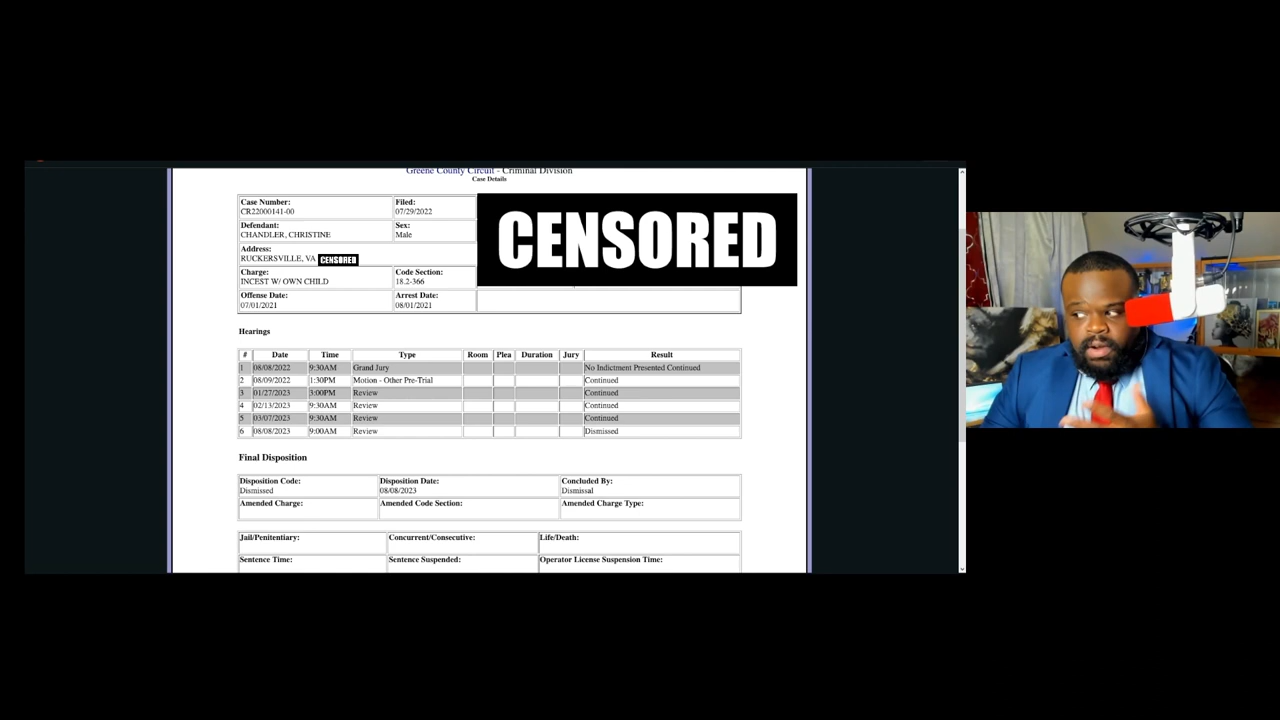 Greene County Circuit - Criminal Division
Case Details
Case Number: Filed:
CR22000141-00 07/29/2022
CENSORED
Defendant: Sex:
CHANDLER, CHRISTINE Male
Address:
RUCKERSVILLE, VA CENSORED
Charge: Code Section:
INCEST W/ OWN CHILD 18.2-366
Offense Date: Arrest Date:
07/01/2021 08/01/2021
Hearings
# Date Time Type Room Plea Duration Jury Result
1 08/08/2022 9:30AM Grand Jury No Indictment Presented Continued
2 08/09/2022 1:30PM Motion - Other Pre-Trial Continued
3 01/27/2023 3:00PM Review Continued
4 02/13/2023 9:30AM Review Continued
5 03/07/2023 9:30AM Review Continued
6 08/08/2023 9:00AM Review Dismissed
Final Disposition
Disposition Code: Disposition Date: Concluded By:
Dismissed 08/08/2023 Dismissal
Amended Charge: Amended Code Section: Amended Charge Type:
Jail/Penitentiary: Concurrent/Consecutive: Life/Death:
Sentence Time: Sentence Suspended: Operator License Suspension Time: